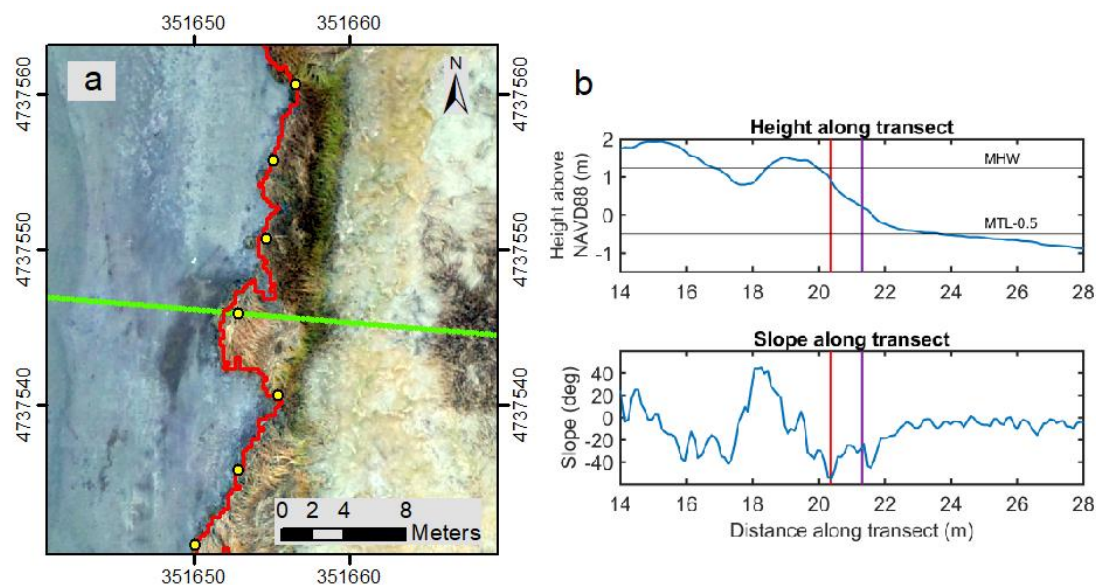 351650 351660
a
N
4737560
4737550
4737540
4737560
4737550
4737540
0 2 4 8
Meters
351650 351660
b
Height along transect
Height above
NAVD88 (m)
2
1
0
-1
MHW
MTL-0.5
14 16 18 20 22 24 26 28
Slope along transect
Slope (deg)
40
20
0
-20
-40
14 16 18 20 22 24 26 28
Distance along transect (m)